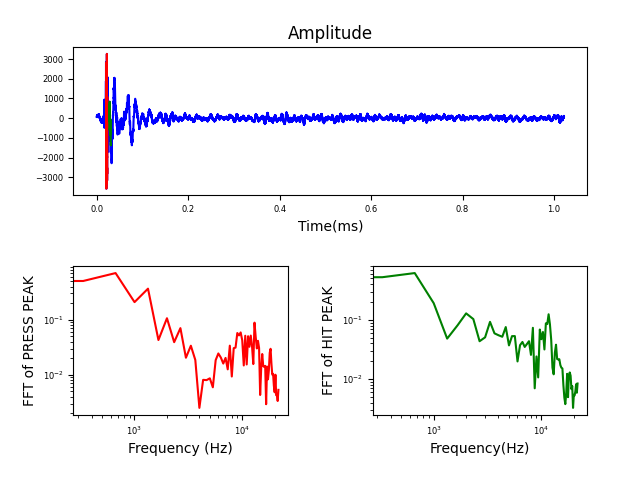 Amplitude
3000
2000
1000
0
−1000
−2000
−3000
0.0 0.2 0.4 0.6 0.8 1.0
Time(ms)
FFT of PRESS PEAK
10⁻¹
10⁻²
10³ 10⁴
Frequency (Hz)
FFT of HIT PEAK
10⁻¹
10⁻²
10³ 10⁴
Frequency(Hz)